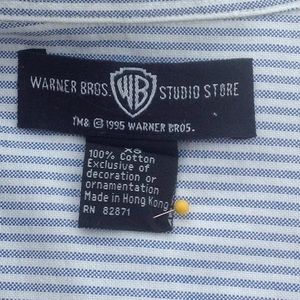 WARNER BROS. WB STUDIO STORE
TM& © 1995 WARNER BROS.
XS
100% Cotton
Exclusive of
decoration or
ornamentation
Made in Hong Kong
RN 82871